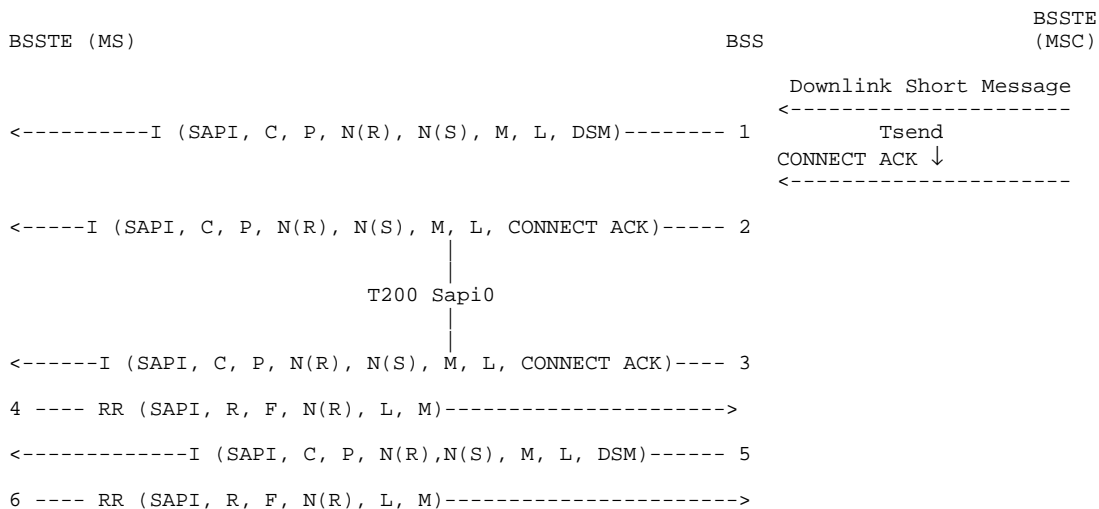 BSSTE
BSSTE (MS) BSS (MSC)
Downlink Short Message
<----------------------
<----------I (SAPI, C, P, N(R), N(S), M, L, DSM)-------- 1 Tsend
CONNECT ACK ↓
<----------------------
<-----I (SAPI, C, P, N(R), N(S), M, L, CONNECT ACK)----- 2
|
|
T200 Sapi0
|
|
<------I (SAPI, C, P, N(R), N(S), M, L, CONNECT ACK)---- 3
4 ---- RR (SAPI, R, F, N(R), L, M)---------------------->
<-------------I (SAPI, C, P, N(R),N(S), M, L, DSM)------ 5
6 ---- RR (SAPI, R, F, N(R), L, M)----------------------->